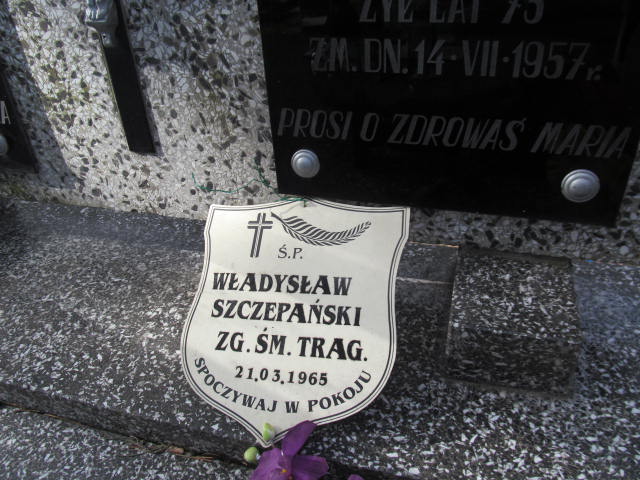 ŻYŁ LAT 75
ZM. DN. 14·VII·1957r.
PROSI O ZDROWAŚ MARIA
Ś.P.
WŁADYSŁAW
SZCZEPAŃSKI
ZG. ŚM. TRAG.
21.03.1965
SPOCZYWAJ W POKOJU